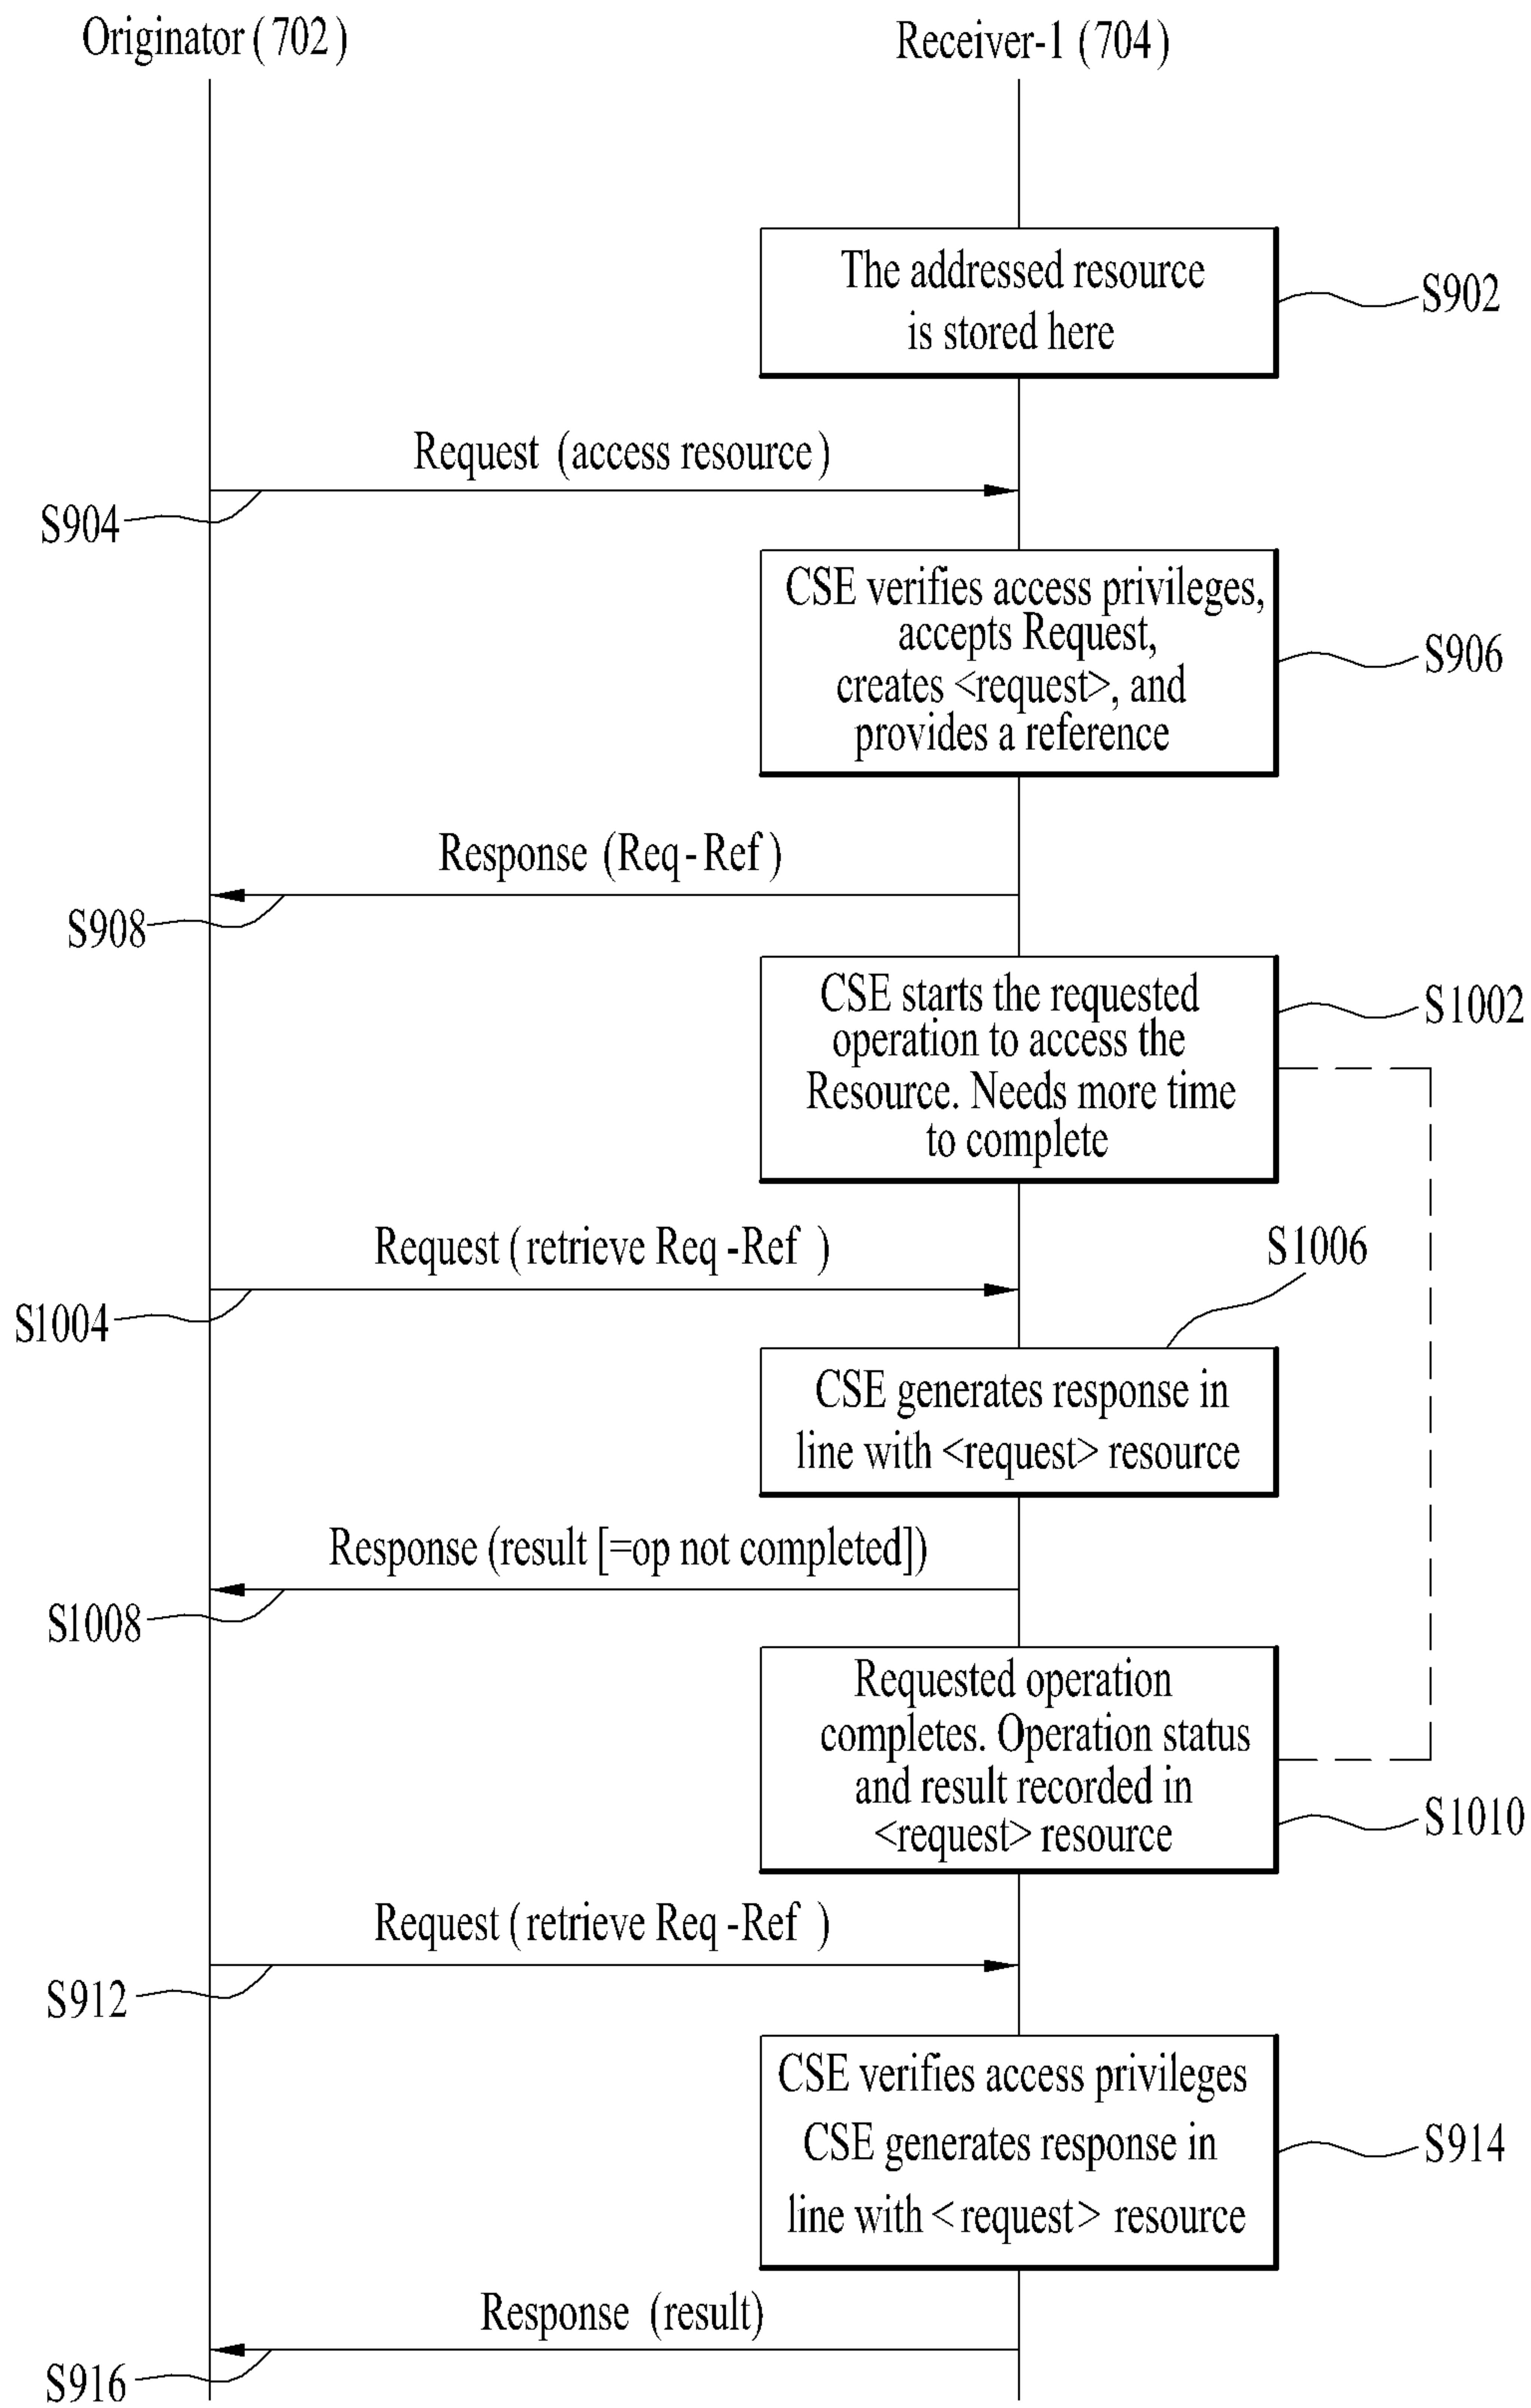 Originator (702)
Receiver-1 (704)
The addressed resource
is stored here
S902
Request (access resource)
S904
CSE verifies access privileges,
accepts Request,
creates <request>, and
provides a reference
S906
Response (Req-Ref)
S908
CSE starts the requested
operation to access the
Resource. Needs more time
to complete
S1002
Request (retrieve Req-Ref)
S1004
S1006
CSE generates response in
line with <request> resource
Response (result [=op not completed])
S1008
Requested operation
completes. Operation status
and result recorded in
<request> resource
S1010
Request (retrieve Req-Ref)
S912
CSE verifies access privileges
CSE generates response in
line with <request> resource
S914
Response (result)
S916